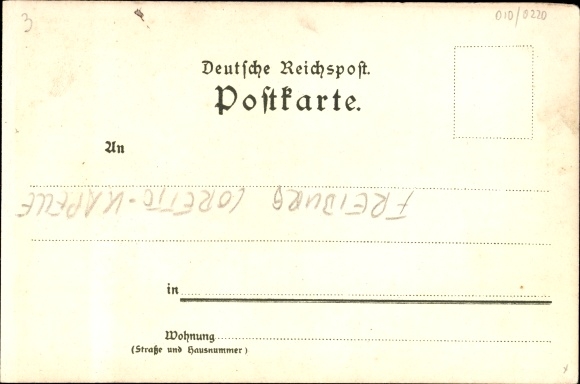 3
010/0220
Deutsche Reichspost.
Postkarte.
An
FREIBURG LORETTO-KAPELLE
in
Wohnung
(Straße und Hausnummer)